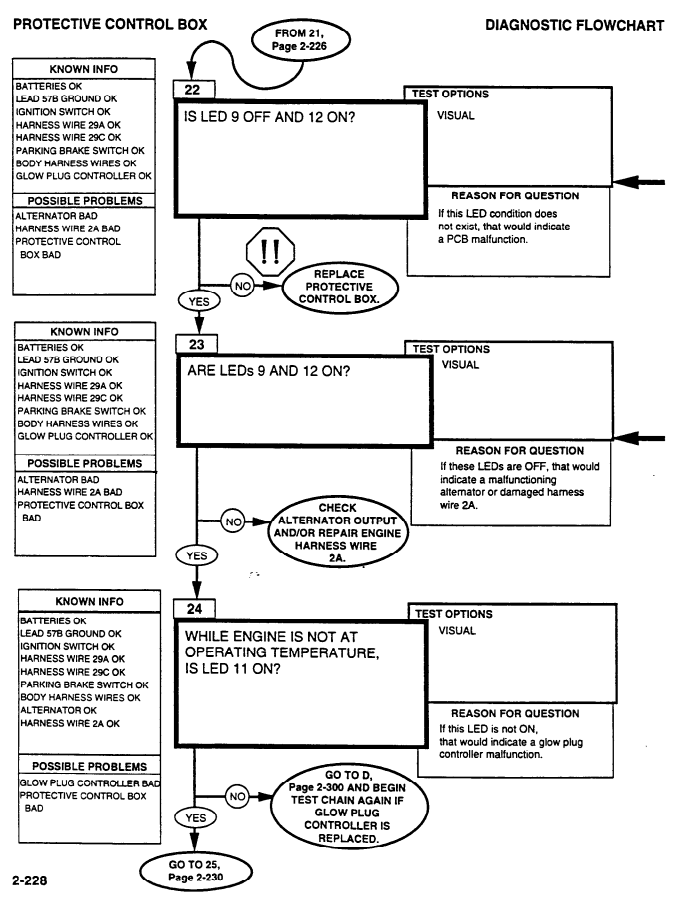 PROTECTIVE CONTROL BOX
DIAGNOSTIC FLOWCHART
FROM 21,
Page 2-226
KNOWN INFO
BATTERIES OK
LEAD 57B GROUND OK
IGNITION SWITCH OK
HARNESS WIRE 29A OK
HARNESS WIRE 29C OK
PARKING BRAKE SWITCH OK
BODY HARNESS WIRES OK
GLOW PLUG CONTROLLER OK
POSSIBLE PROBLEMS
ALTERNATOR BAD
HARNESS WIRE 2A BAD
PROTECTIVE CONTROL
BOX BAD
22
IS LED 9 OFF AND 12 ON?
TEST OPTIONS
VISUAL
REASON FOR QUESTION
If this LED condition does
not exist, that would indicate
a PCB malfunction.
!!
NO
REPLACE
PROTECTIVE
CONTROL BOX.
YES
KNOWN INFO
BATTERIES OK
LEAD 57B GROUND OK
IGNITION SWITCH OK
HARNESS WIRE 29A OK
HARNESS WIRE 29C OK
PARKING BRAKE SWITCH OK
BODY HARNESS WIRES OK
GLOW PLUG CONTROLLER OK
POSSIBLE PROBLEMS
ALTERNATOR BAD
HARNESS WIRE 2A BAD
PROTECTIVE CONTROL BOX
BAD
23
ARE LEDs 9 AND 12 ON?
TEST OPTIONS
VISUAL
REASON FOR QUESTION
If these LEDs are OFF, that would
indicate a malfunctioning
alternator or damaged harness
wire 2A.
NO
CHECK
ALTERNATOR OUTPUT
AND/OR REPAIR ENGINE
HARNESS WIRE
2A.
YES
KNOWN INFO
BATTERIES OK
LEAD 57B GROUND OK
IGNITION SWITCH OK
HARNESS WIRE 29A OK
HARNESS WIRE 29C OK
PARKING BRAKE SWITCH OK
BODY HARNESS WIRES OK
ALTERNATOR OK
HARNESS WIRE 2A OK
POSSIBLE PROBLEMS
GLOW PLUG CONTROLLER BAD
PROTECTIVE CONTROL BOX
BAD
24
WHILE ENGINE IS NOT AT
OPERATING TEMPERATURE,
IS LED 11 ON?
TEST OPTIONS
VISUAL
REASON FOR QUESTION
If this LED is not ON,
that would indicate a glow plug
controller malfunction.
NO
GO TO D,
Page 2-300 AND BEGIN
TEST CHAIN AGAIN IF
GLOW PLUG
CONTROLLER IS
REPLACED.
YES
GO TO 25,
Page 2-230
2-228